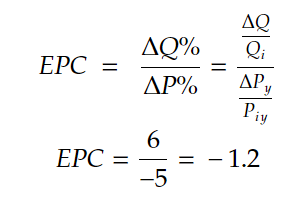 EPC = ΔQ% / ΔP% = (ΔQ / Q_i) / (ΔP_y / P_iy)
EPC = 6 / −5 = −1.2